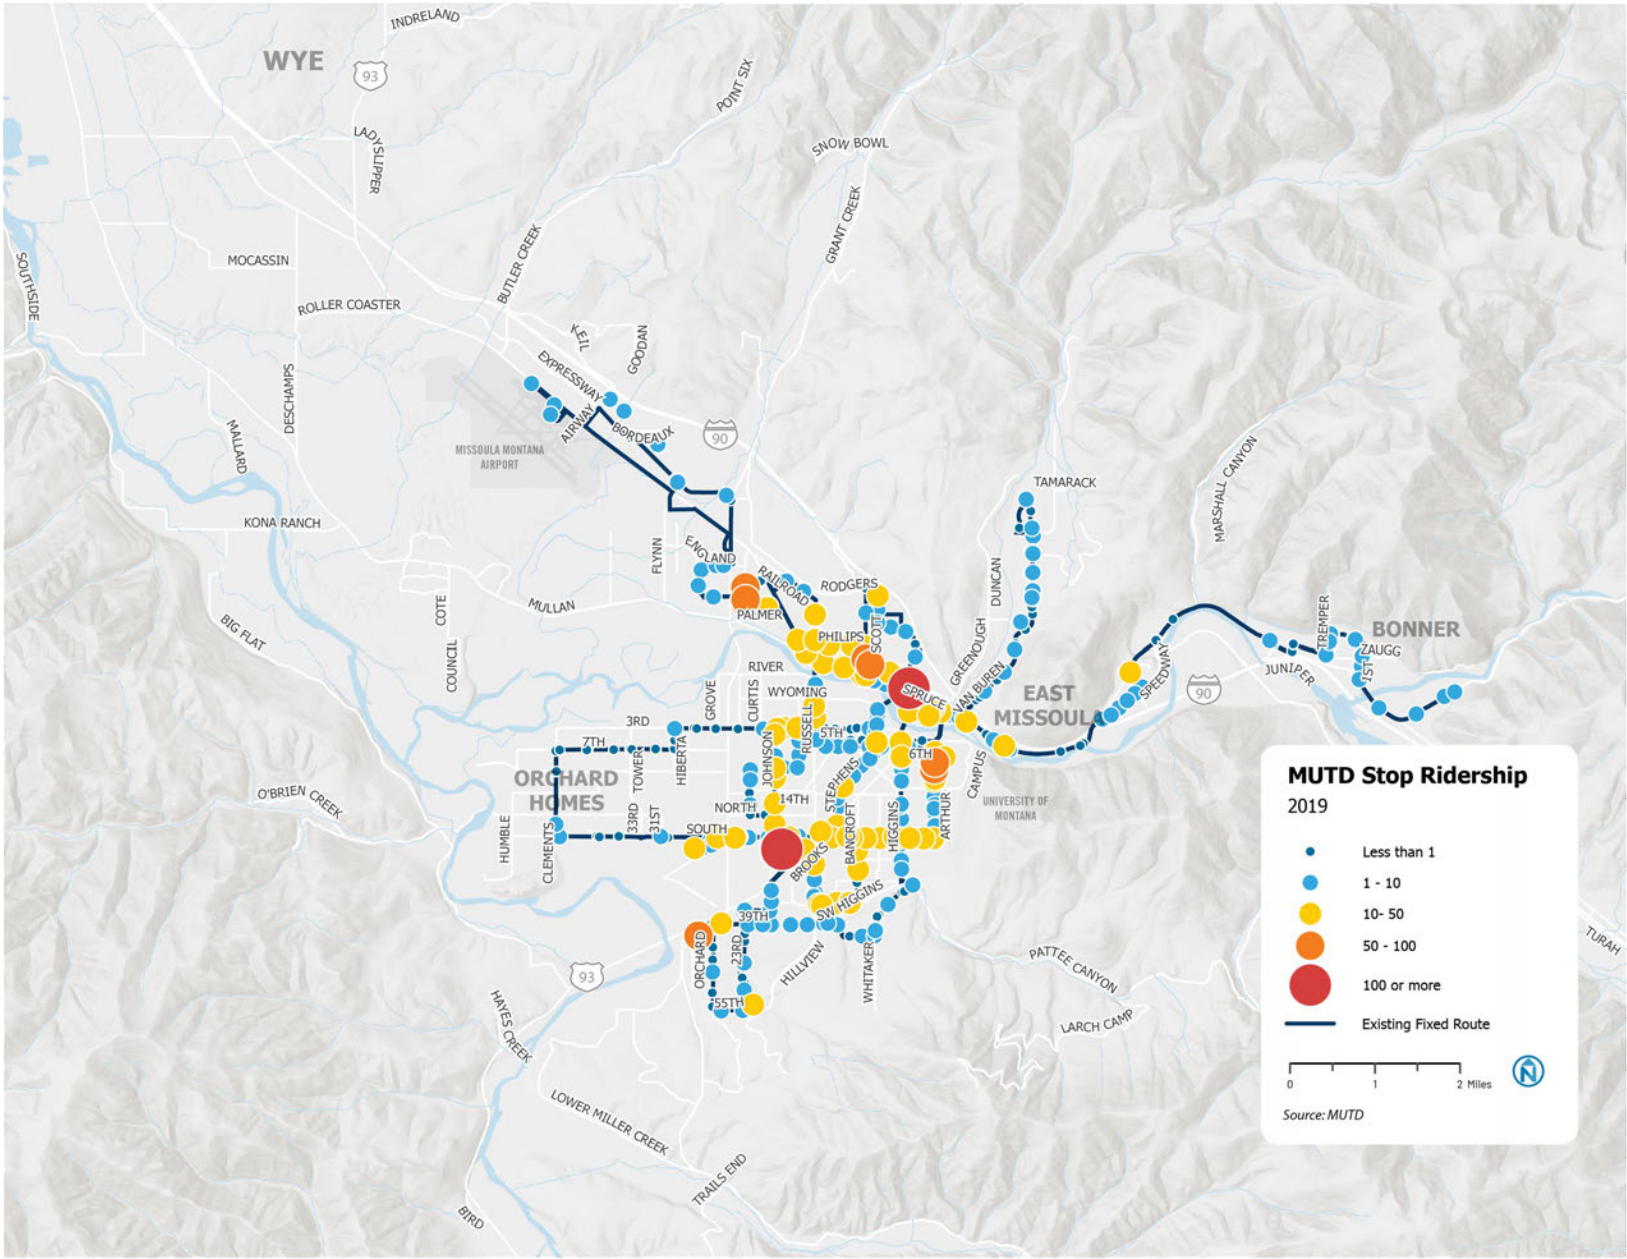 INDRELAND
WYE
93
POINT SIX
LADYSLIPPER
SNOW BOWL
GRANT CREEK
BUTLER CREEK
MOCASSIN
SOUTHSIDE
ROLLER COASTER
KEIL
GOODAN
EXPRESSWAY
DESCHAMPS
AIRWAY
BORDEAUX
90
MALLARD
MISSOULA MONTANA
AIRPORT
MARSHALL CANYON
TAMARACK
KONA RANCH
FLYNN
ENGLAND
RAILROAD
RODGERS
DUNCAN
COTE
MULLAN
PALMER
PHILIPS
SCOTT
BIG FLAT
COUNCIL
GREENOUGH
TREMPER
BONNER
ZAUGG
1ST
JUNIPER
SPEEDWAY
90
RIVER
WYOMING
SPRUCE
VAN BUREN
EAST
MISSOULA
GROVE
CURTIS
RUSSELL
3RD
5TH
7TH
6TH
HIBERTA
TOWER
JOHNSON
STEPHENS
CAMPUS
ORCHARD
HOMES
O'BRIEN CREEK
14TH
NORTH
UNIVERSITY OF
MONTANA
HUMBLE
CLEMENTS
33RD
31ST
SOUTH
BROOKS
BANCROFT
HIGGINS
ARTHUR
SW HIGGINS
39TH
ORCHARD
23RD
HILLVIEW
WHITAKER
PATTEE CANYON
TURAH
93
55TH
HAYES CREEK
LARCH CAMP
LOWER MILLER CREEK
TRAILS END
BIRD
MUTD Stop Ridership
2019
Less than 1
1 - 10
10- 50
50 - 100
100 or more
Existing Fixed Route
0 1 2 Miles
N
Source: MUTD